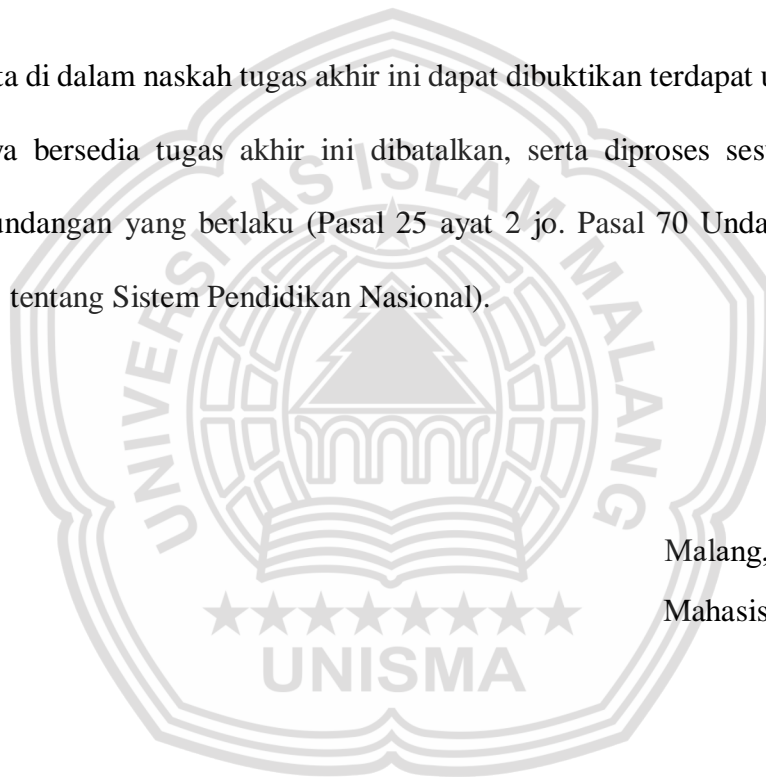 ta di dalam naskah tugas akhir ini dapat dibuktikan terdapat u
va bersedia tugas akhir ini dibatalkan, serta diproses ses
undangan yang berlaku (Pasal 25 ayat 2 jo. Pasal 70 Unda
tentang Sistem Pendidikan Nasional).
UNIVERSITAS ISLAM MALANG
Malang,
Mahasis
UNISMA